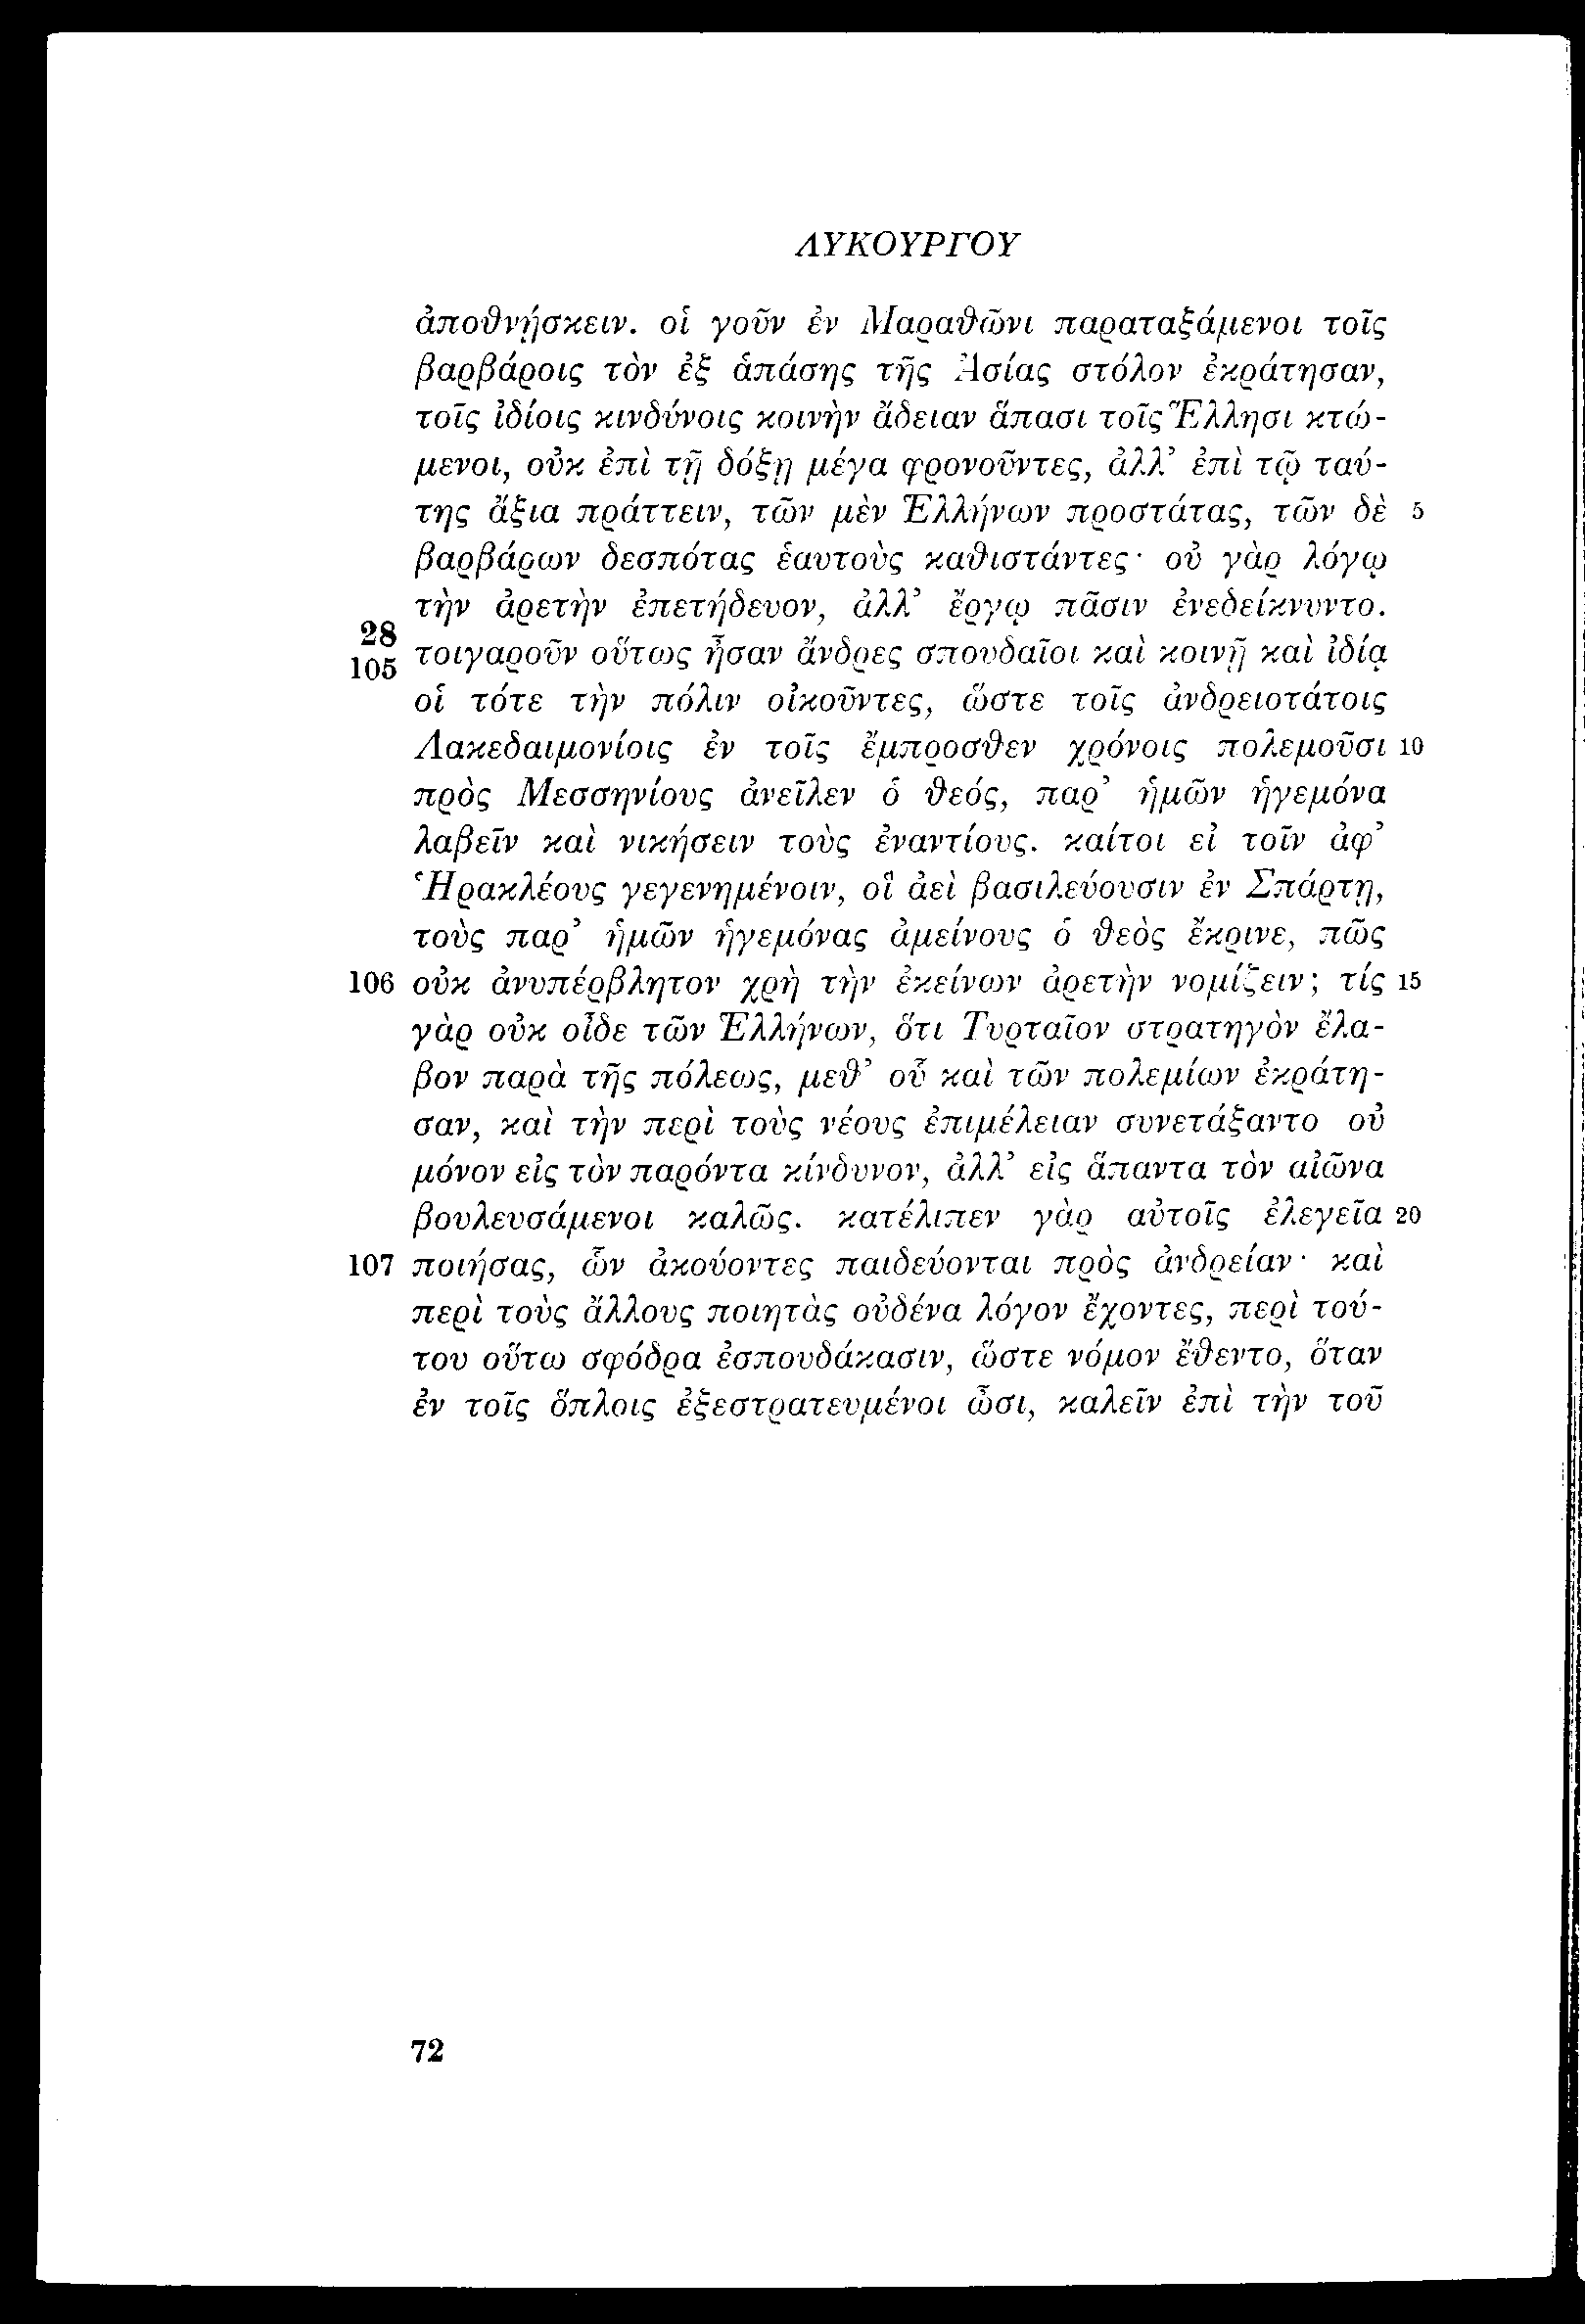 ΛΥΚΟΥΡΓΟΥ
ἀποθνῄσκειν. οἱ γοῦν ἐν Μαραθῶνι παραταξάμενοι τοῖς
βαρβάροις τὸν ἐξ ἁπάσης τῆς Ἀσίας στόλον ἐκράτησαν,
τοῖς ἰδίοις κινδύνοις κοινὴν ἄδειαν ἅπασι τοῖς Ἕλλησι κτώ-
μενοι, οὐκ ἐπὶ τῇ δόξῃ μέγα φρονοῦντες, ἀλλ’ ἐπὶ τῷ ταύ-
της ἄξια πράττειν, τῶν μὲν Ἑλλήνων προστάτας, τῶν δὲ 5
βαρβάρων δεσπότας ἑαυτοὺς καθιστάντες· οὐ γὰρ λόγῳ
τὴν ἀρετὴν ἐπετήδευον, ἀλλ’ ἔργῳ πᾶσιν ἐνεδείκνυντο.
28
105 τοιγαροῦν οὕτως ἦσαν ἄνδρες σπουδαῖοι καὶ κοινῇ καὶ ἰδίᾳ
οἱ τότε τὴν πόλιν οἰκοῦντες, ὥστε τοῖς ἀνδρειοτάτοις
Λακεδαιμονίοις ἐν τοῖς ἔμπροσθεν χρόνοις πολεμοῦσι 10
πρὸς Μεσσηνίους ἀνεῖλεν ὁ θεός, παρ’ ἡμῶν ἡγεμόνα
λαβεῖν καὶ νικήσειν τοὺς ἐναντίους. καίτοι εἰ τοῖν ἀφ’
Ἡρακλέους γεγενημένοιν, οἳ ἀεὶ βασιλεύουσιν ἐν Σπάρτῃ,
τοὺς παρ’ ἡμῶν ἡγεμόνας ἀμείνους ὁ θεὸς ἔκρινε, πῶς
106 οὐκ ἀνυπέρβλητον χρὴ τὴν ἐκείνων ἀρετὴν νομίζειν; τίς 15
γὰρ οὐκ οἶδε τῶν Ἑλλήνων, ὅτι Τυρταῖον στρατηγὸν ἔλα-
βον παρὰ τῆς πόλεως, μεθ’ οὗ καὶ τῶν πολεμίων ἐκράτη-
σαν, καὶ τὴν περὶ τοὺς νέους ἐπιμέλειαν συνετάξαντο οὐ
μόνον εἰς τὸν παρόντα κίνδυνον, ἀλλ’ εἰς ἅπαντα τὸν αἰῶνα
βουλευσάμενοι καλῶς. κατέλιπεν γὰρ αὐτοῖς ἐλεγεῖα 20
107 ποιήσας, ὧν ἀκούοντες παιδεύονται πρὸς ἀνδρείαν· καὶ
περὶ τοὺς ἄλλους ποιητὰς οὐδένα λόγον ἔχοντες, περὶ τού-
του οὕτω σφόδρα ἐσπουδάκασιν, ὥστε νόμον ἔθεντο, ὅταν
ἐν τοῖς ὅπλοις ἐξεστρατευμένοι ὦσι, καλεῖν ἐπὶ τὴν τοῦ
72